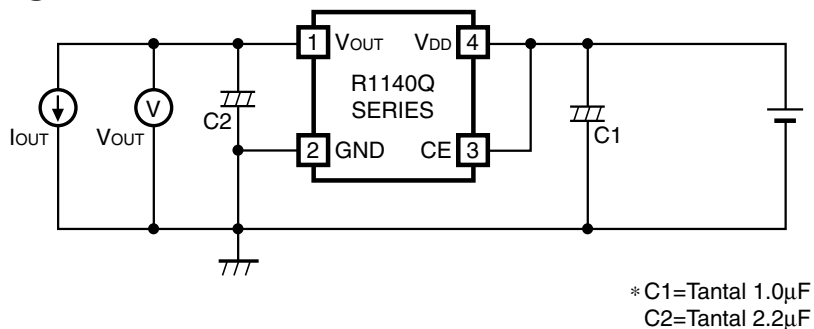 1 VOUT VDD 4
R1140Q
SERIES
IOUT
VOUT
V
C2
2 GND CE 3
C1
*C1=Tantal 1.0μF
C2=Tantal 2.2μF